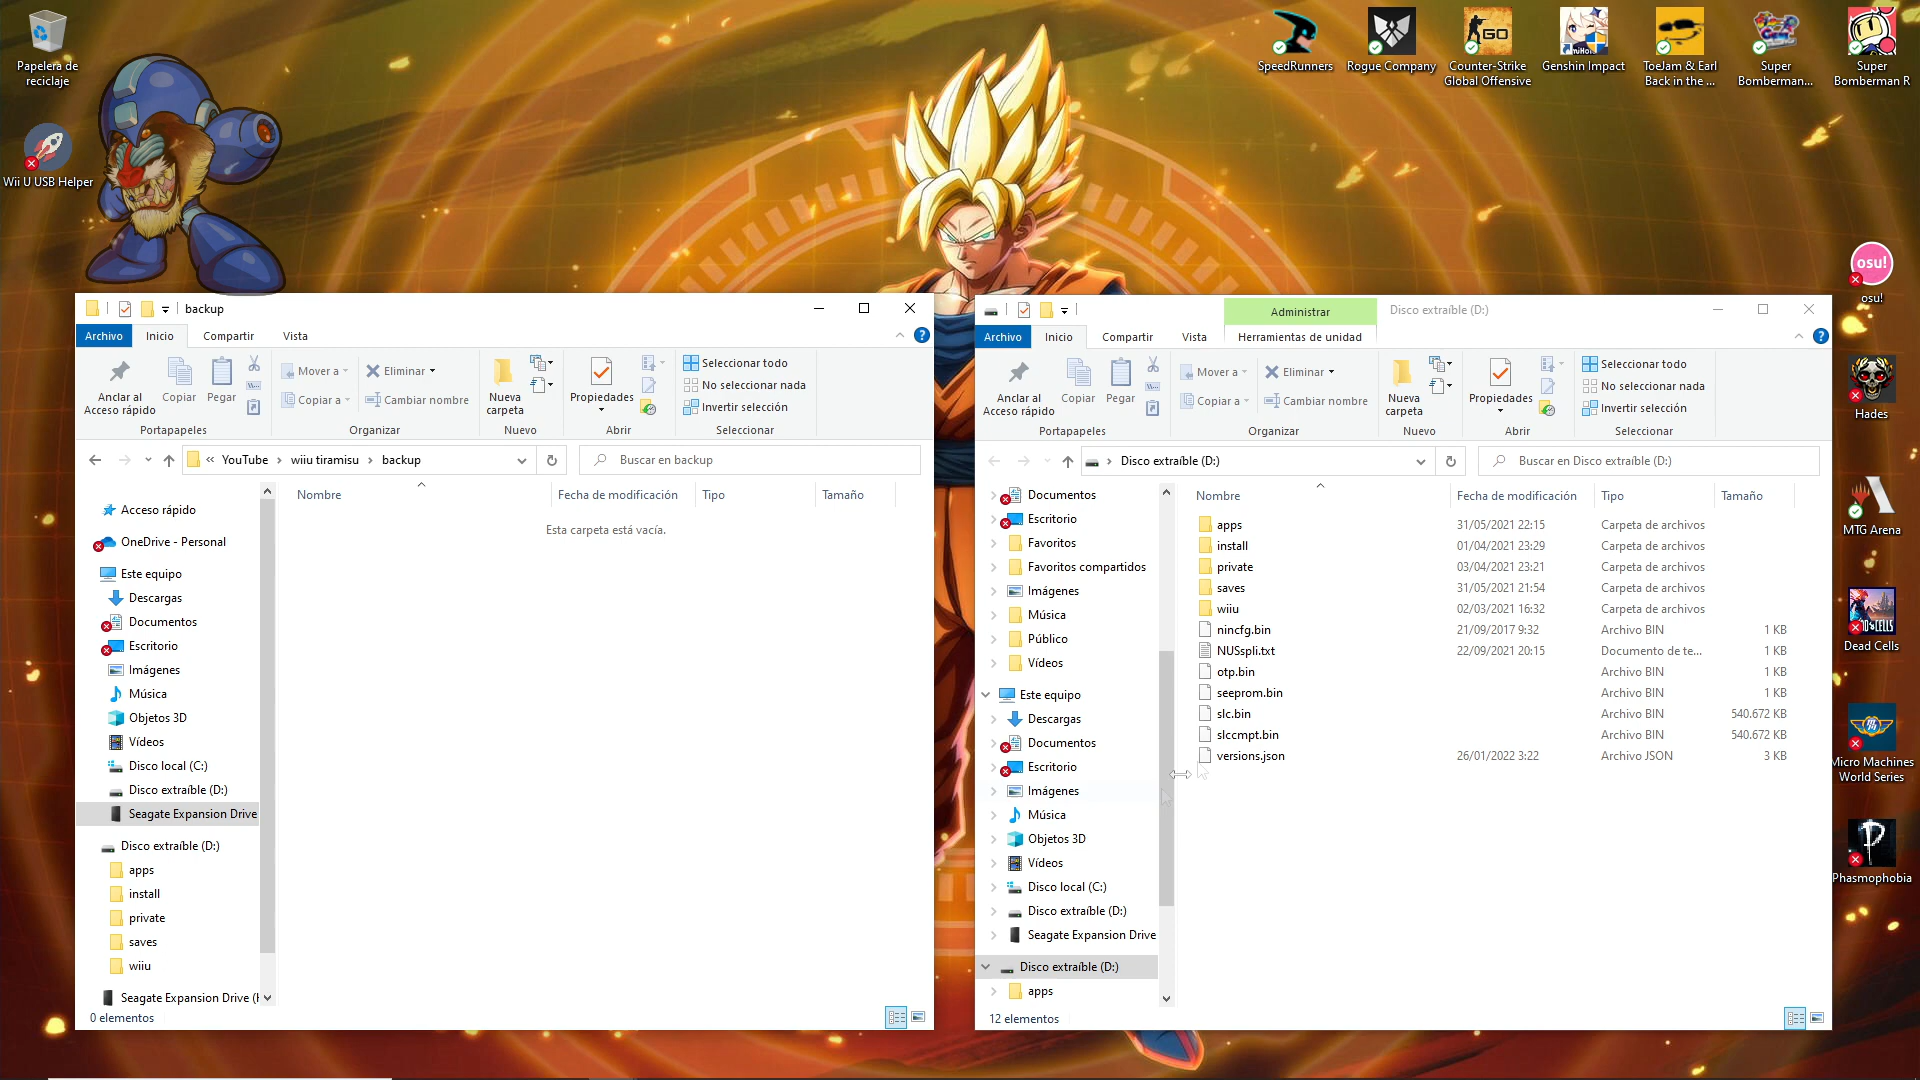 Papelera de
reciclaje
Wii U USB Helper
SpeedRunners
Rogue Company
GO
Counter-Strike
Global Offensive
Genshin Impact
ToeJam & Earl
Back in the ...
Super
Bomberman...
Super
Bomberman R
osu!
osu!
Hades
MTG Arena
Dead Cells
Micro Machines
World Series
Phasmophobia
backup
Archivo
Inicio
Compartir
Vista
Anclar al
Acceso rápido
Copiar
Pegar
Portapapeles
Mover a
Copiar a
Eliminar
Cambiar nombre
Organizar
Nueva
carpeta
Nuevo
Propiedades
Abrir
Seleccionar todo
No seleccionar nada
Invertir selección
Seleccionar
« YouTube › wiiu tiramisu › backup
Buscar en backup
Nombre
Fecha de modificación
Tipo
Tamaño
Esta carpeta está vacía.
Acceso rápido
OneDrive - Personal
Este equipo
Descargas
Documentos
Escritorio
Imágenes
Música
Objetos 3D
Vídeos
Disco local (C:)
Disco extraíble (D:)
Seagate Expansion Drive
Disco extraíble (D:)
apps
install
private
saves
wiiu
Seagate Expansion Drive (
0 elementos
Administrar
Disco extraíble (D:)
Archivo
Inicio
Compartir
Vista
Herramientas de unidad
Anclar al
Acceso rápido
Copiar
Pegar
Portapapeles
Mover a
Copiar a
Eliminar
Cambiar nombre
Organizar
Nueva
carpeta
Nuevo
Propiedades
Abrir
Seleccionar todo
No seleccionar nada
Invertir selección
Seleccionar
› Disco extraíble (D:)
Buscar en Disco extraíble (D:)
Documentos
Escritorio
Favoritos
Favoritos compartidos
Imágenes
Música
Público
Vídeos
Este equipo
Descargas
Documentos
Escritorio
Imágenes
Música
Objetos 3D
Vídeos
Disco local (C:)
Disco extraíble (D:)
Seagate Expansion Drive
Disco extraíble (D:)
apps
Nombre Fecha de modificación Tipo Tamaño
apps 31/05/2021 22:15 Carpeta de archivos
install 01/04/2021 23:29 Carpeta de archivos
private 03/04/2021 23:21 Carpeta de archivos
saves 31/05/2021 21:54 Carpeta de archivos
wiiu 02/03/2021 16:32 Carpeta de archivos
nincfg.bin 21/09/2017 9:32 Archivo BIN 1 KB
NUSspli.txt 22/09/2021 20:15 Documento de te... 1 KB
otp.bin Archivo BIN 1 KB
seeprom.bin Archivo BIN 1 KB
slc.bin Archivo BIN 540.672 KB
slccmpt.bin Archivo BIN 540.672 KB
versions.json 26/01/2022 3:22 Archivo JSON 3 KB
12 elementos